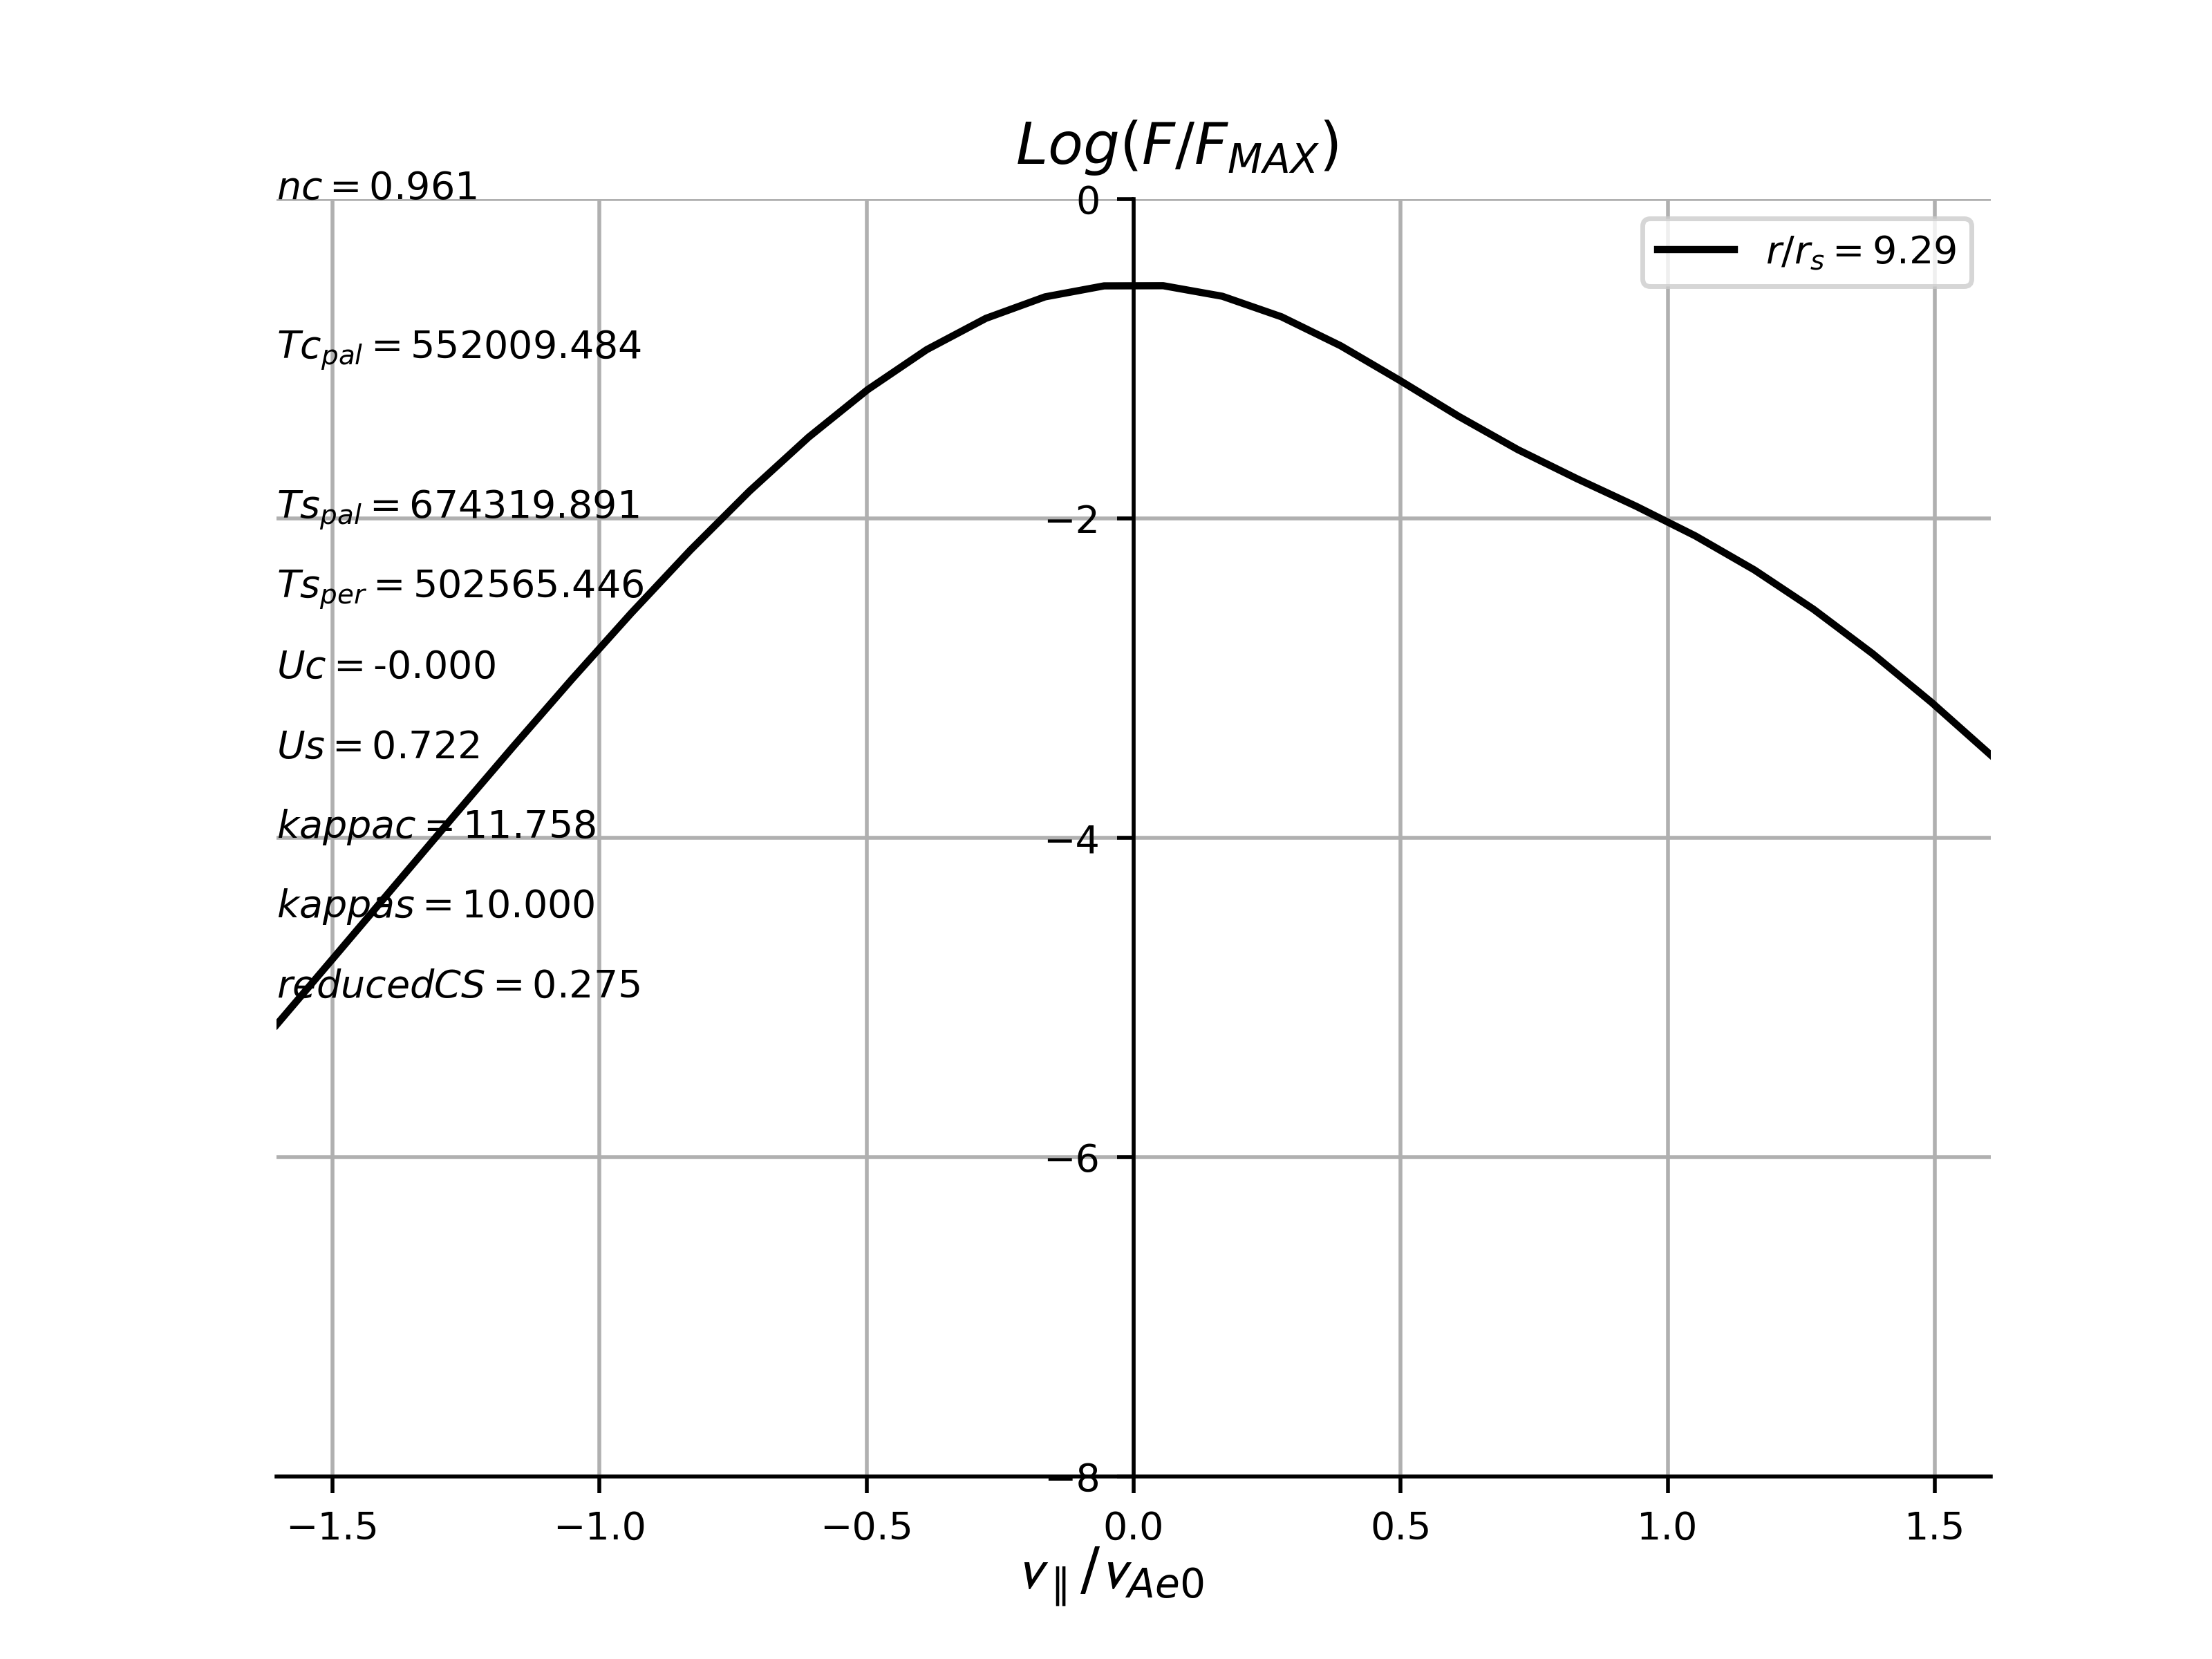 Log(F/F_MAX)
nc = 0.961
0
r/r_s = 9.29
Tc_pal = 552009.484
Ts_pal = 674319.891
−2
Ts_per = 502565.446
Uc = -0.000
Us = 0.722
kappac = 11.758
−4
kappas = 10.000
reducedCS = 0.275
−6
−8
−1.5 −1.0 −0.5 0.0 0.5 1.0 1.5
v_∥/v_Ae0